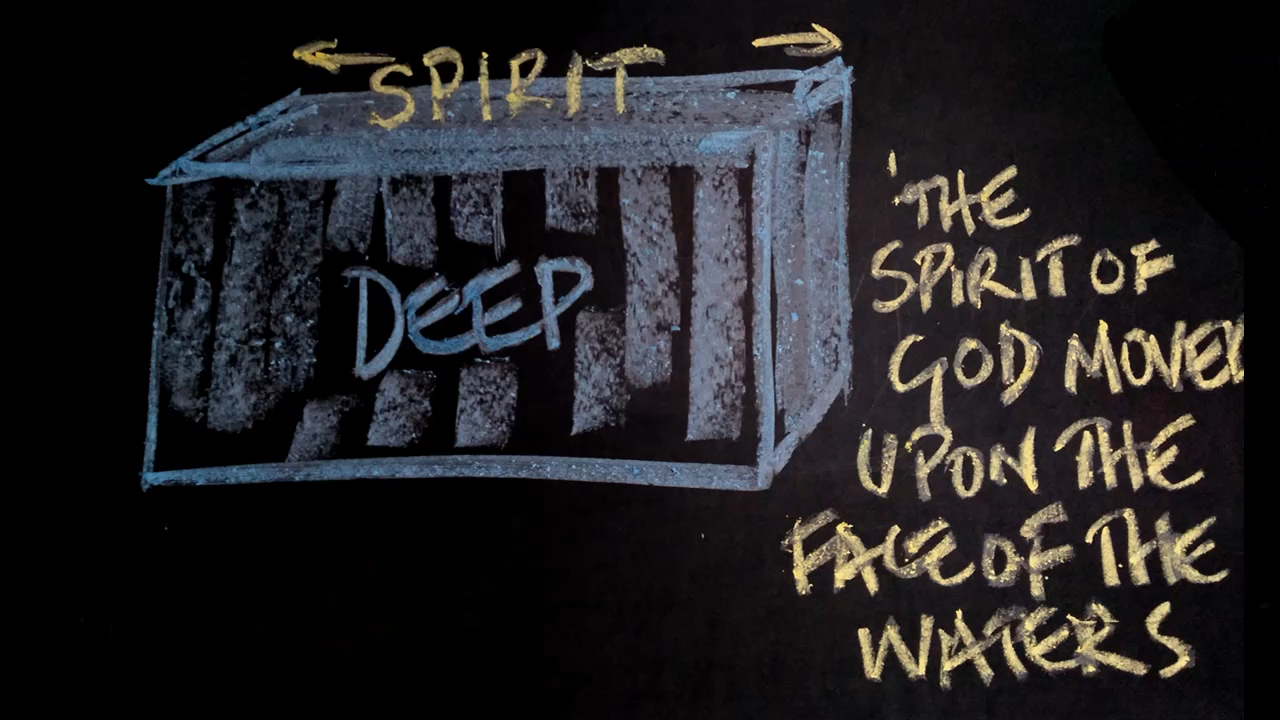 SPIRIT
DEEP
'THE
SPIRIT OF
GOD MOVED
UPON THE
FACE OF THE
WATERS